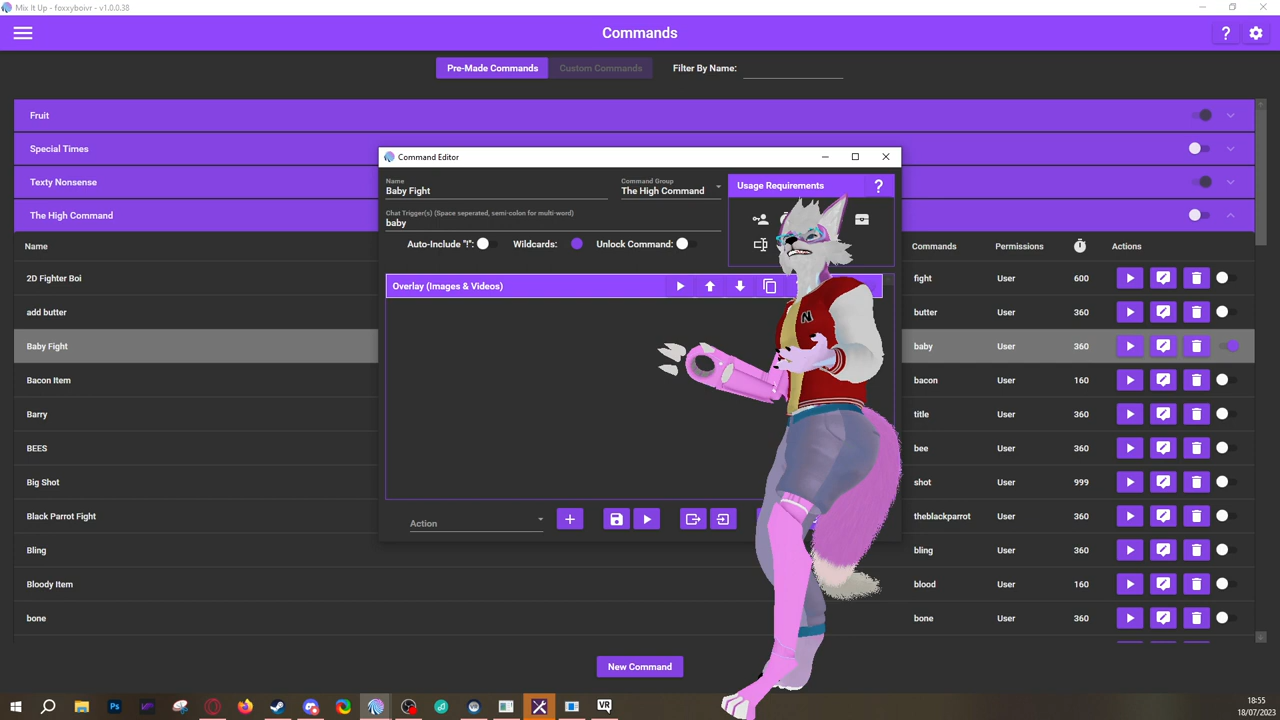 Mix It Up - foxxyboivr - v1.0.0.38
Commands
?
Pre-Made Commands
Custom Commands
Filter By Name:
Fruit
Special Times
Texty Nonsense
The High Command
Name
Commands
Permissions
Actions
2D Fighter Boi
fight
User
600
add butter
butter
User
360
Baby Fight
baby
User
360
Bacon Item
bacon
User
160
Barry
title
User
360
BEES
bee
User
360
Big Shot
shot
User
999
Black Parrot Fight
theblackparrot
User
360
Bling
bling
User
360
Bloody Item
blood
User
160
bone
bone
User
360
Command Editor
Name
Baby Fight
Command Group
The High Command
Usage Requirements
?
Chat Trigger(s) (Space seperated, semi-colon for multi-word)
baby
Auto-Include "!":
Wildcards:
Unlock Command:
Overlay (Images & Videos)
N
Action
New Command
Ps
VR
18:55
18/07/2023